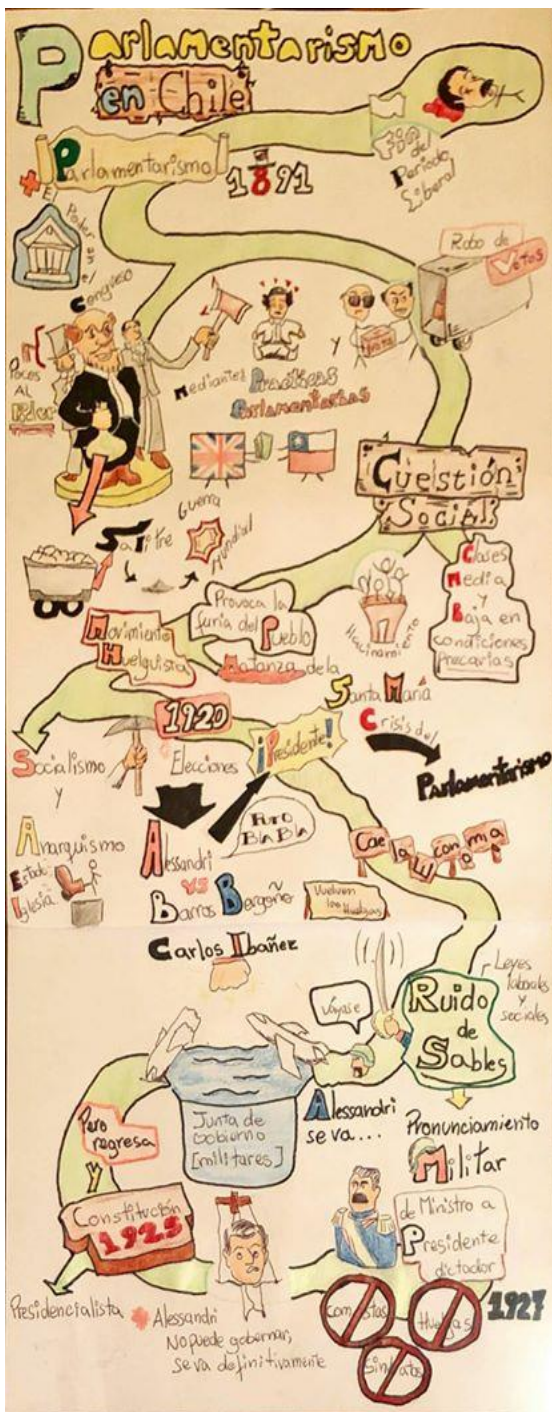 Parlamentarismo
en Chile
Fin del
Periodo
Liberal
Parlamentarismo
1891
El
Poder
en el
Congreso
Robo de
Votos
Pocos
AL
Poder
y
Mediantes Prácticas
Parlamentarias
Cuestión
Social
Salitre
Guerra
Mundial
Clases
Media
y
Baja en
condiciones
Precarias
Hacinamiento
Provoca la
furia del Pueblo
Movimiento
Huelguista
Matanza de la
Santa María
Crisis del
Parlamentarismo
1920
¡Presidente!
Socialismo
y
Anarquismo
Elecciones
Puro
Bla Bla
Cae la Economía
Estado
Iglesia
Alessandri
vs
Barros Borgoño
Vuelven
las Huelgas
Carlos Ibañez
Leyes
laborales
y
sociales
Ruido
de
Sables
Váyase
Alessandri
se va...
Pronunciamiento
Militar
Junta de
Gobierno
[militares]
Pero
regresa
y
Constitución
1925
de Ministro a
Presidente
dictador
Presidencialista
Alessandri
No puede gobernar,
se va definitivamente
Huelgas
1927